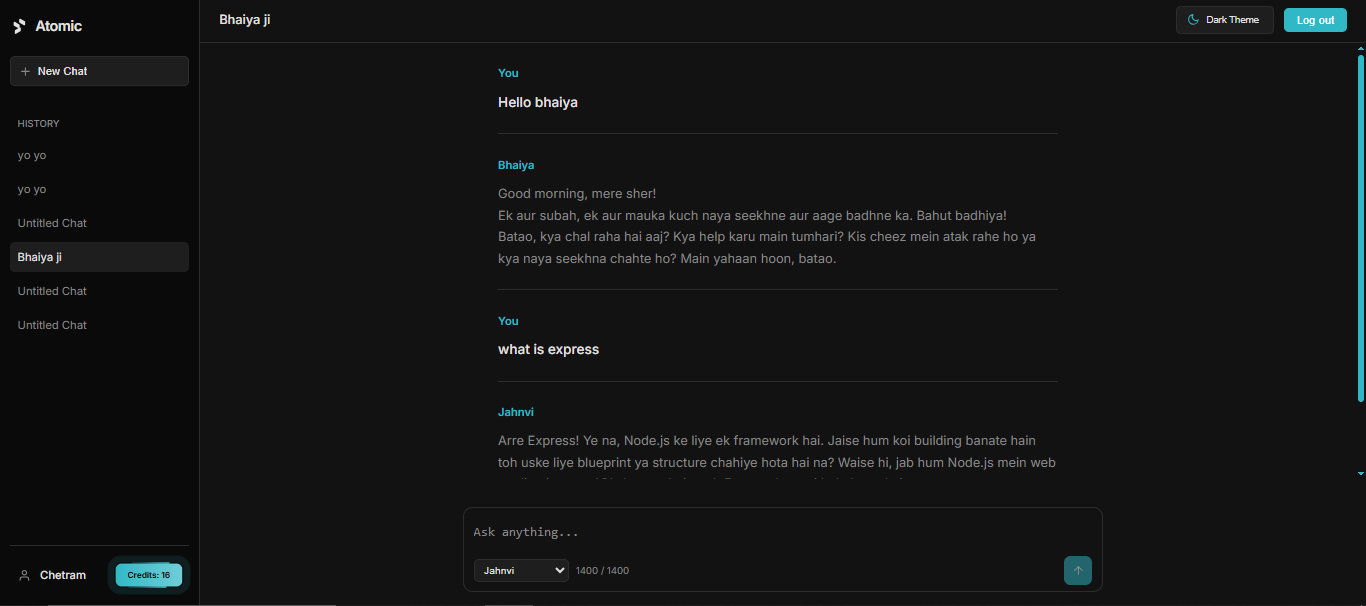 Atomic
New Chat
HISTORY
yo yo
yo yo
Untitled Chat
Bhaiya ji
Untitled Chat
Untitled Chat
Chetram
Credits: 16
Bhaiya ji
Dark Theme
Log out
You
Hello bhaiya
Bhaiya
Good morning, mere sher!
Ek aur subah, ek aur mauka kuch naya seekhne aur aage badhne ka. Bahut badhiya!
Batao, kya chal raha hai aaj? Kya help karu main tumhari? Kis cheez mein atak rahe ho ya
kya naya seekhna chahte ho? Main yahaan hoon, batao.
You
what is express
Jahnvi
Arre Express! Ye na, Node.js ke liye ek framework hai. Jaise hum koi building banate hain
toh uske liye blueprint ya structure chahiye hota hai na? Waise hi, jab hum Node.js mein web
Ask anything...
Jahnvi
1400 / 1400